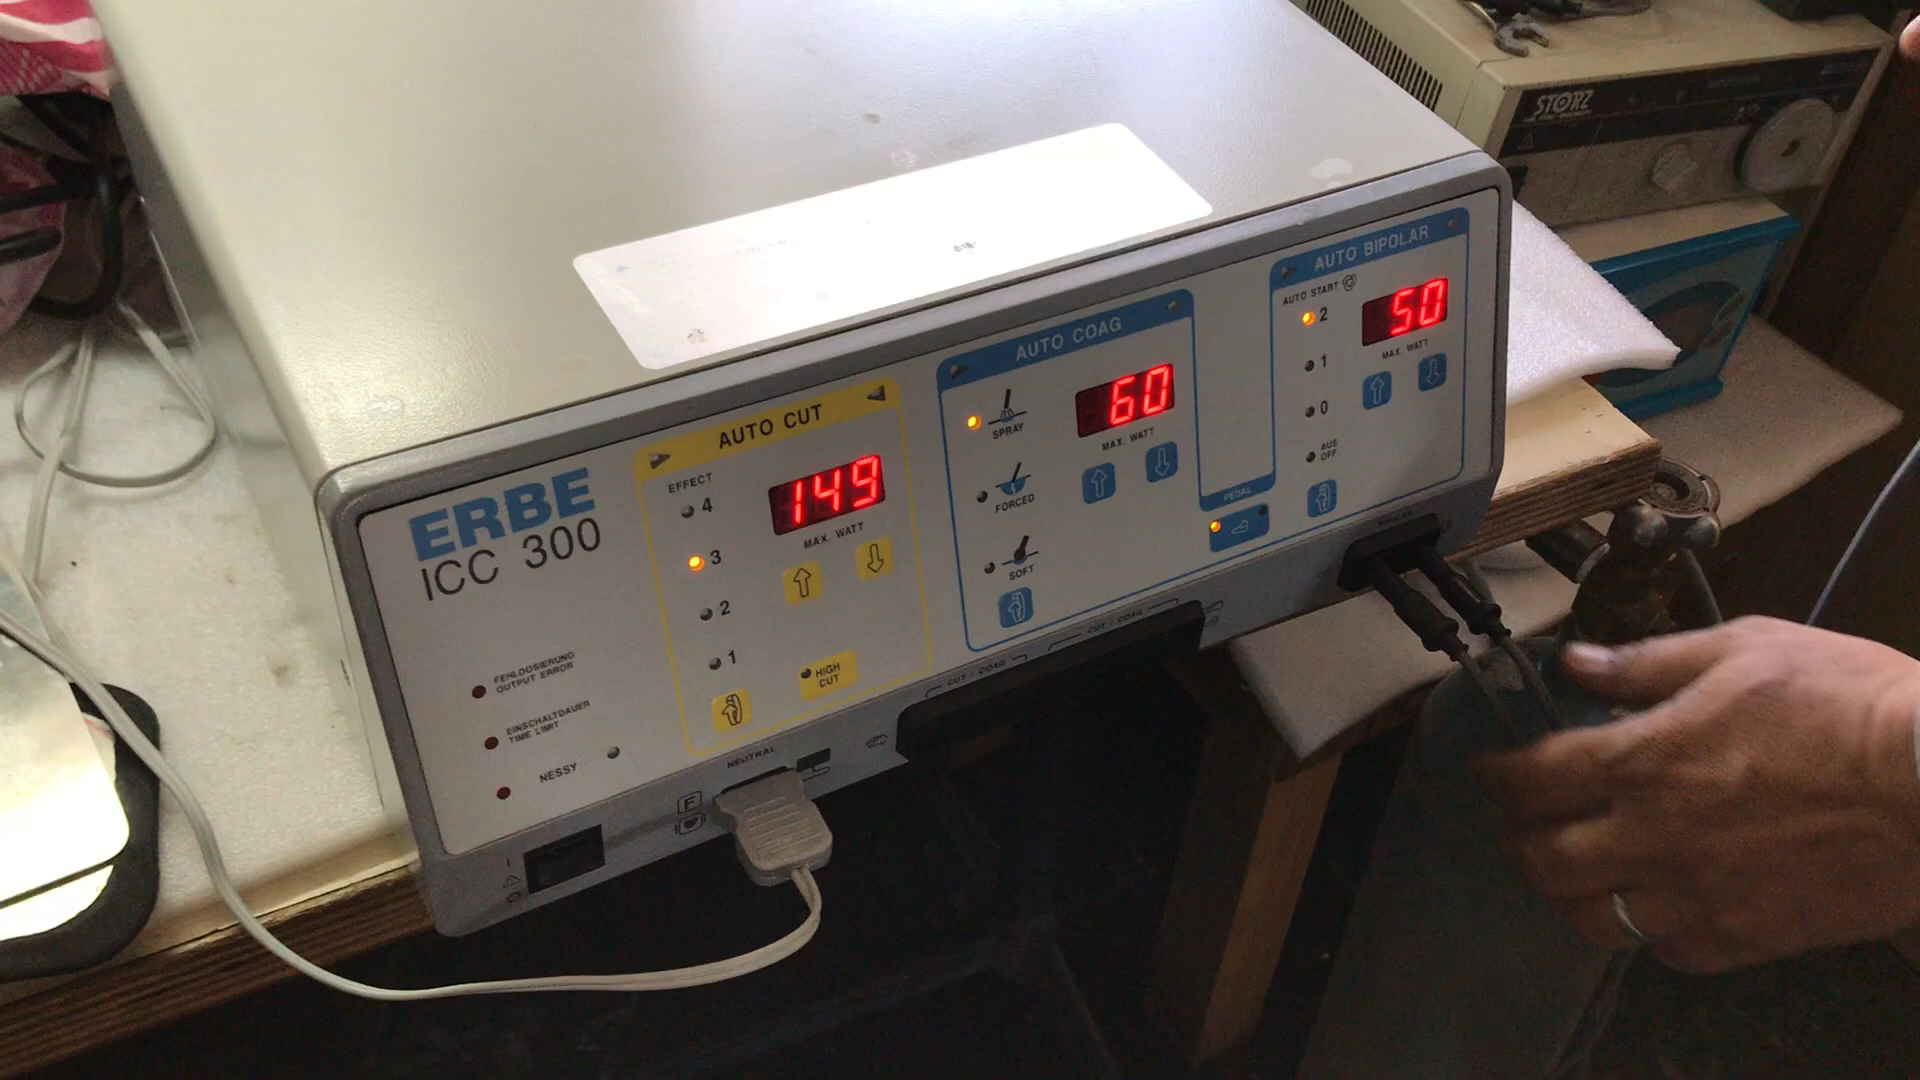 STORZ
AUTO BIPOLAR
AUTO START
2
50
MAX. WATT
1
0
AUS
OFF
AUTO COAG
SPRAY
60
MAX. WATT
FORCED
SOFT
PEDAL
AUTO CUT
EFFECT
4
149
MAX. WATT
3
2
1
HIGH
CUT
ERBE
ICC 300
FEHLDOSIERUNG
OUTPUT ERROR
EINSCHALTDAUER
TIME LIMIT
NESSY
NEUTRAL
CUT / COAG
CUT / COAG
BIPOLAR
F
I
O